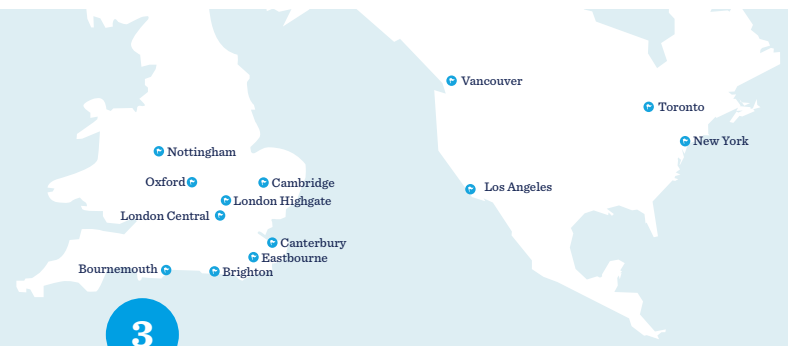 Vancouver
Toronto
New York
Nottingham
Oxford
Cambridge
Los Angeles
London Highgate
London Central
Canterbury
Eastbourne
Bournemouth
Brighton
3